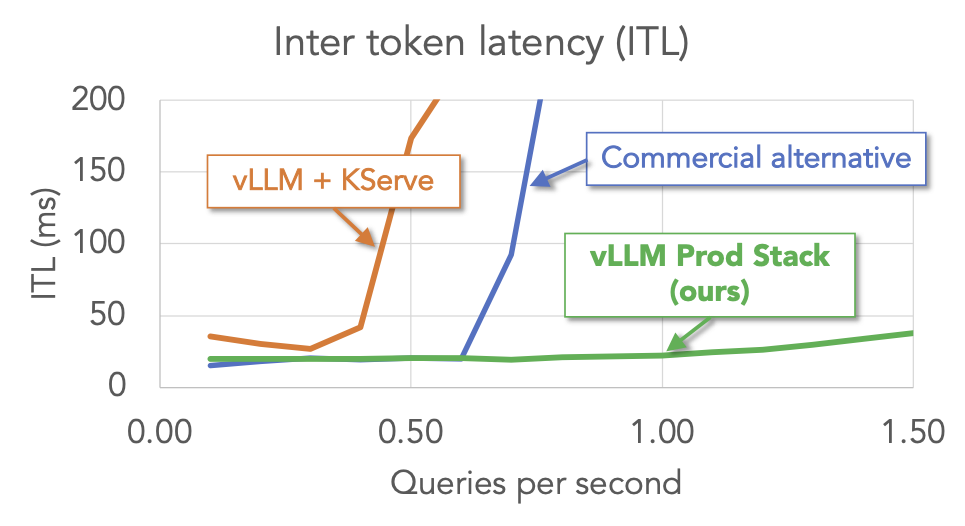 Inter token latency (ITL)
200
150
100
50
0
ITL (ms)
vLLM + KServe
Commercial alternative
vLLM Prod Stack
(ours)
0.00
0.50
1.00
1.50
Queries per second